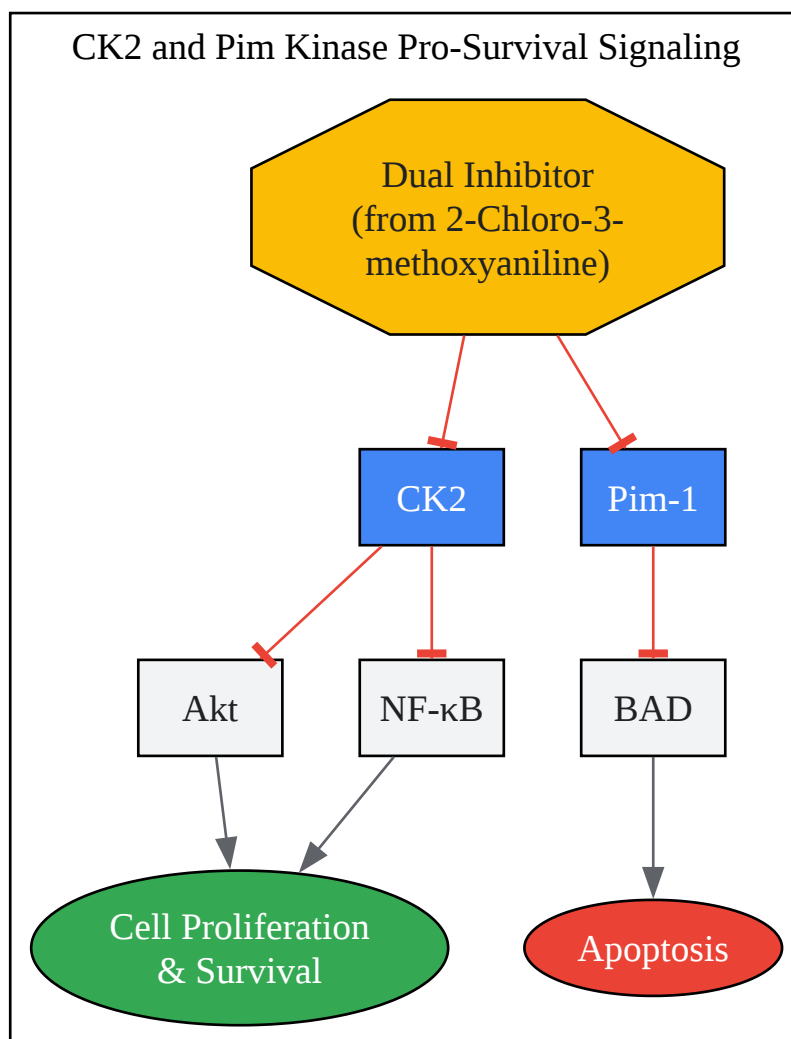 CK2 and Pim Kinase Pro-Survival Signaling
Dual Inhibitor
(from 2-Chloro-3-
methoxyaniline)
CK2
Pim-1
Akt
NF-κB
BAD
Cell Proliferation
& Survival
Apoptosis